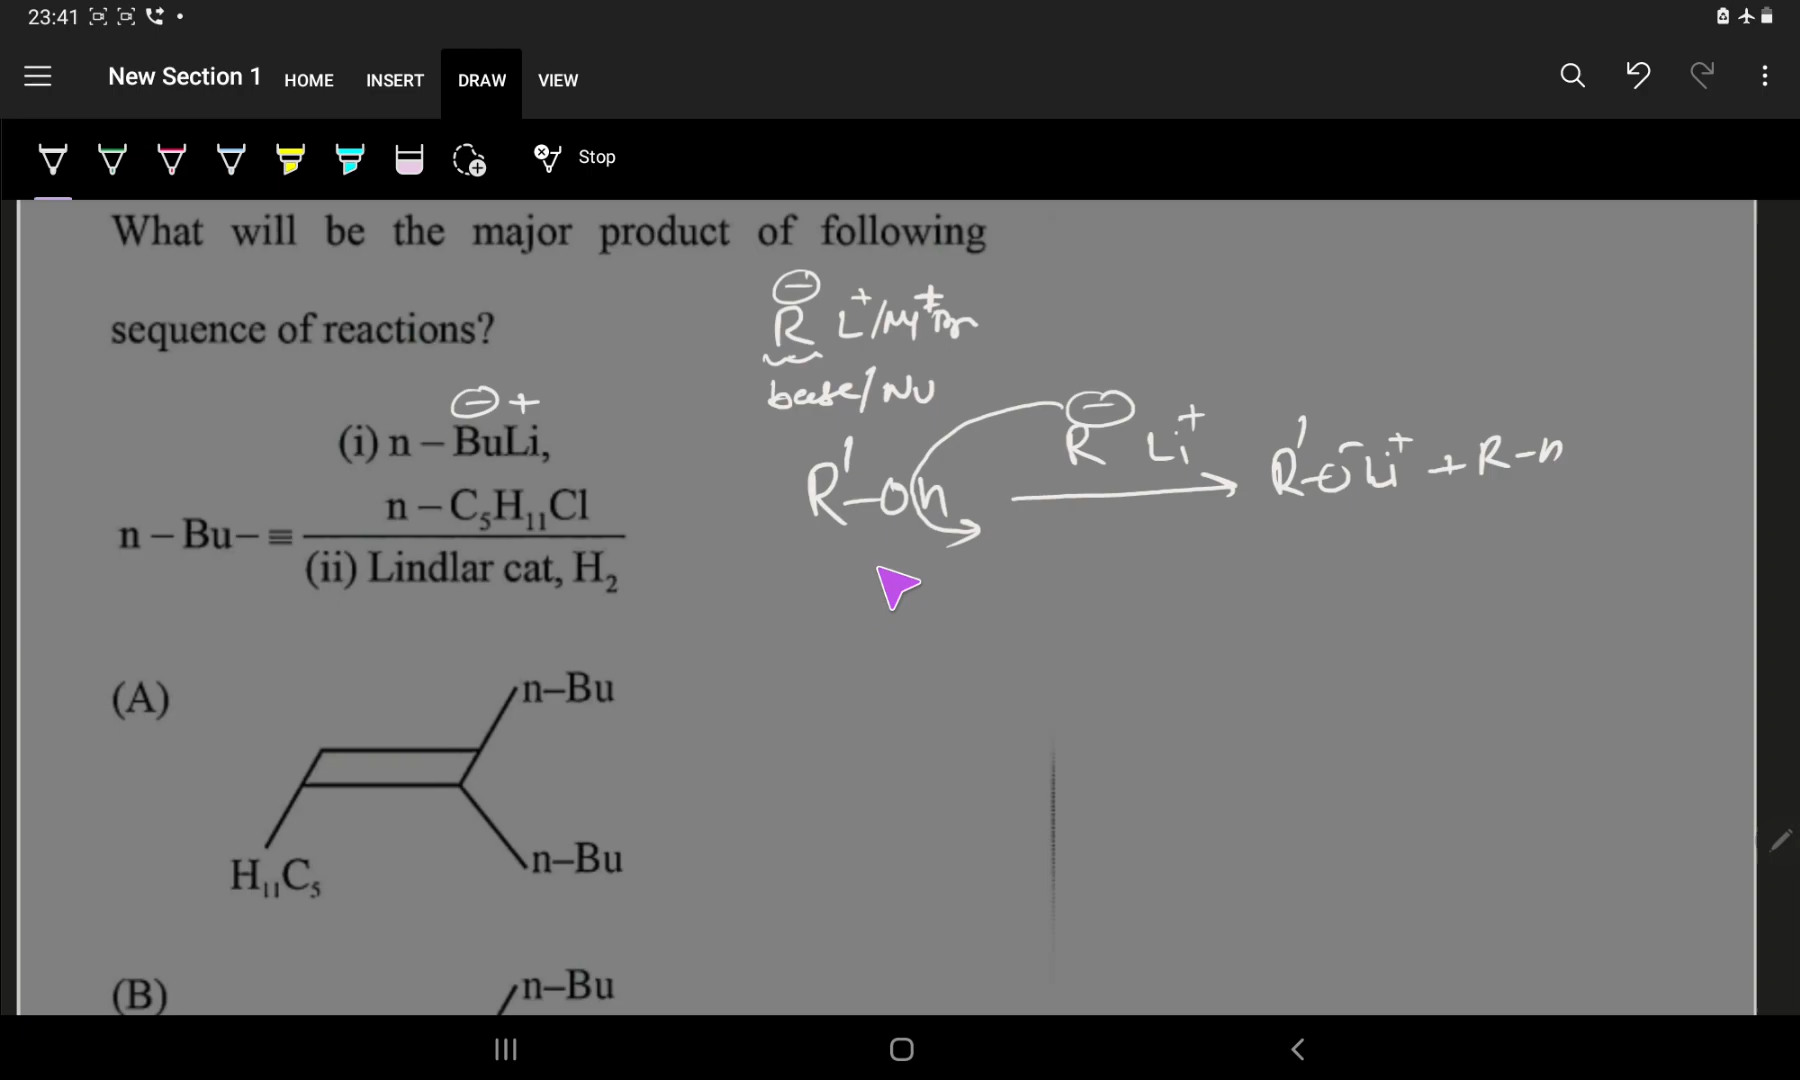 23:41
New Section 1 HOME INSERT DRAW VIEW
Stop
What will be the major product of following
sequence of reactions?
R⊖ L⁺/
base/Nu
⊖ +
(i) n – BuLi,
n – Bu– ≡ n – C₅H₁₁Cl
(ii) Lindlar cat, H₂
R'–OH R⊖ Li⁺ → R'–O⁻Li⁺ + R–H
(A)
n–Bu
n–Bu
H₁₁C₅
(B)
n–Bu